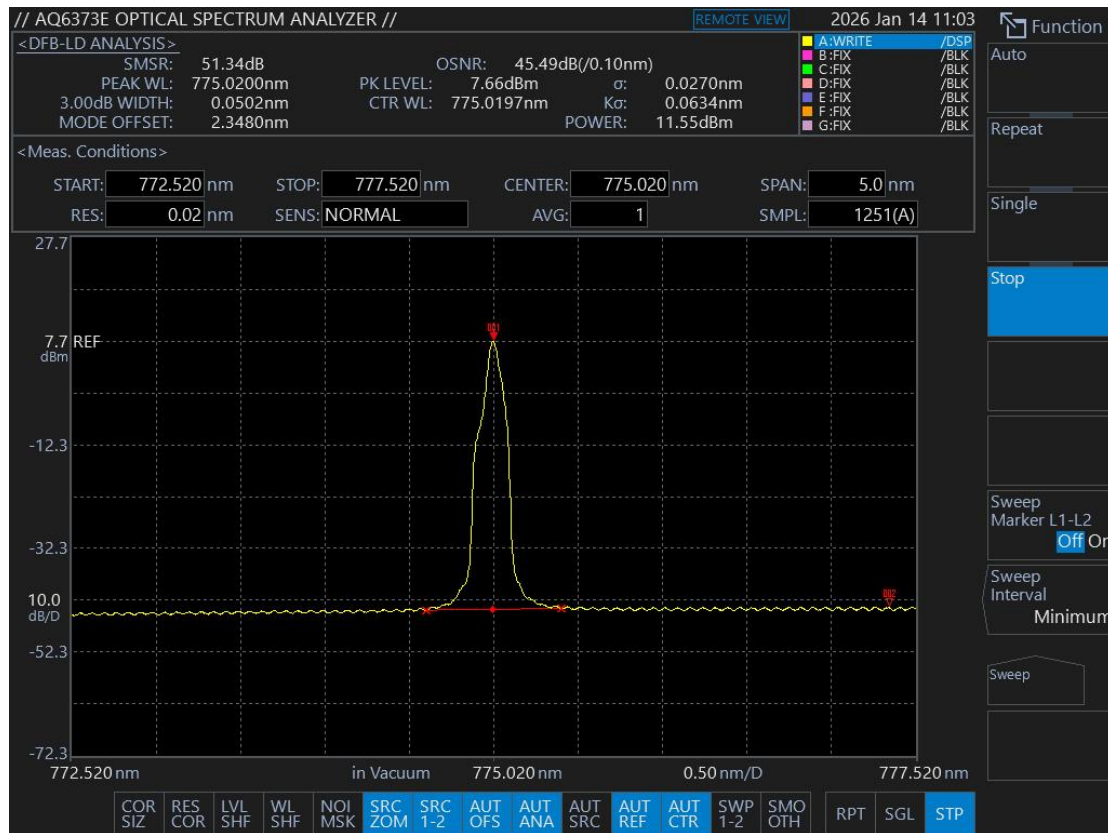 // AQ6373E OPTICAL SPECTRUM ANALYZER //
REMOTE VIEW
2026 Jan 14 11:03
<DFB-LD ANALYSIS>
SMSR: 51.34dB OSNR: 45.49dB(/0.10nm)
PEAK WL: 775.0200nm PK LEVEL: 7.66dBm σ: 0.0270nm
3.00dB WIDTH: 0.0502nm CTR WL: 775.0197nm Kσ: 0.0634nm
MODE OFFSET: 2.3480nm POWER: 11.55dBm
A:WRITE /DSP
B:FIX /BLK
C:FIX /BLK
D:FIX /BLK
E:FIX /BLK
F:FIX /BLK
G:FIX /BLK
<Meas. Conditions>
START: 772.520 nm STOP: 777.520 nm CENTER: 775.020 nm SPAN: 5.0 nm
RES: 0.02 nm SENS: NORMAL AVG: 1 SMPL: 1251(A)
27.7
001
7.7 REF
dBm
-12.3
-32.3
10.0
dB/D
002
-52.3
-72.3
772.520 nm in Vacuum 775.020 nm 0.50 nm/D 777.520 nm
COR SIZ
RES COR
LVL SHF
WL SHF
NOI MSK
SRC ZOM
SRC 1-2
AUT OFS
AUT ANA
AUT SRC
AUT REF
AUT CTR
SWP 1-2
SMO OTH
RPT
SGL
STP
Function
Auto
Repeat
Single
Stop
Sweep
Marker L1-L2
Off On
Sweep
Interval
Minimum
Sweep